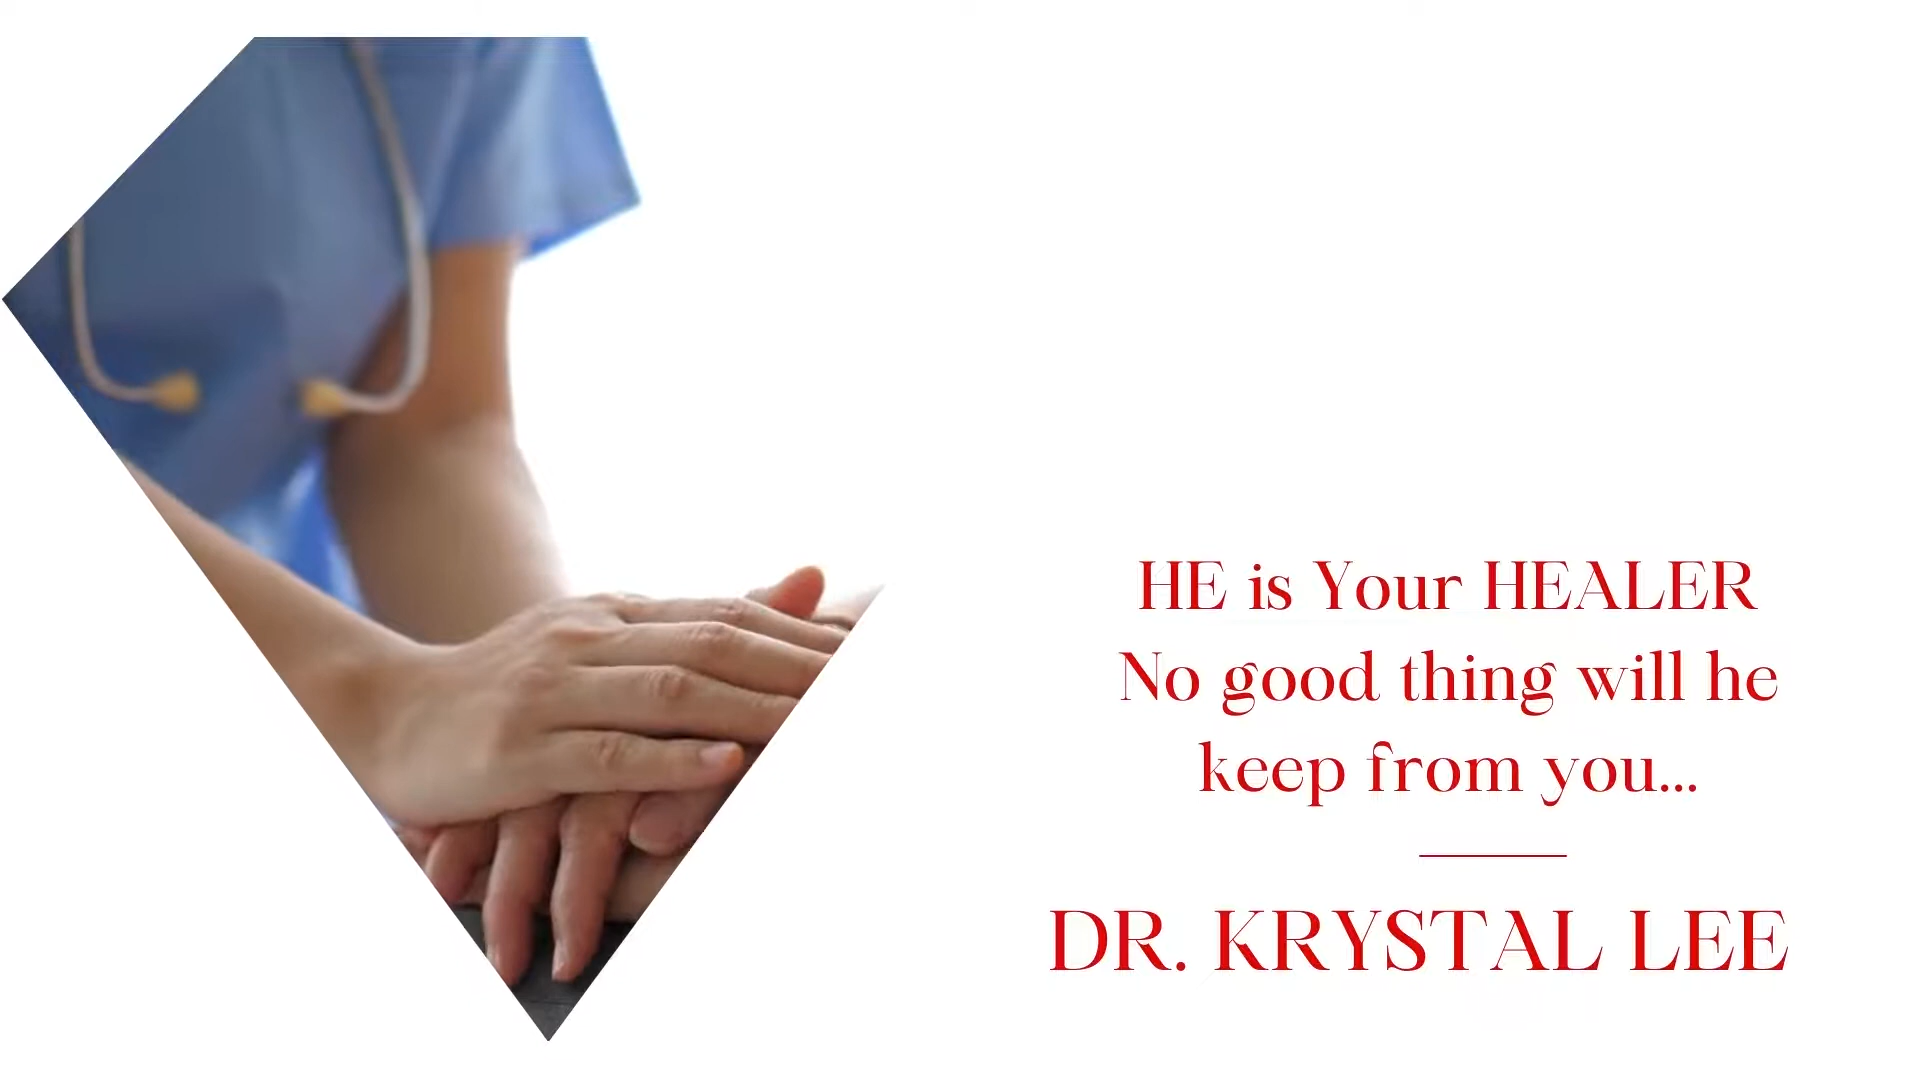 HE is Your HEALER
No good thing will he
keep from you...
DR. KRYSTAL LEE